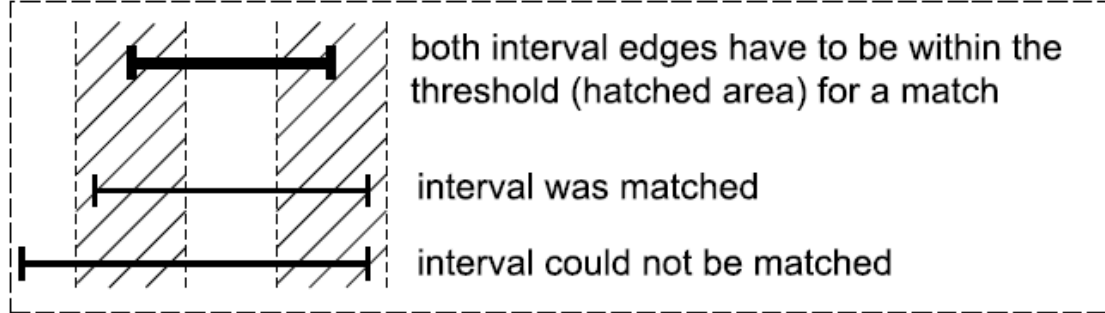 both interval edges have to be within the
threshold (hatched area) for a match
interval was matched
interval could not be matched